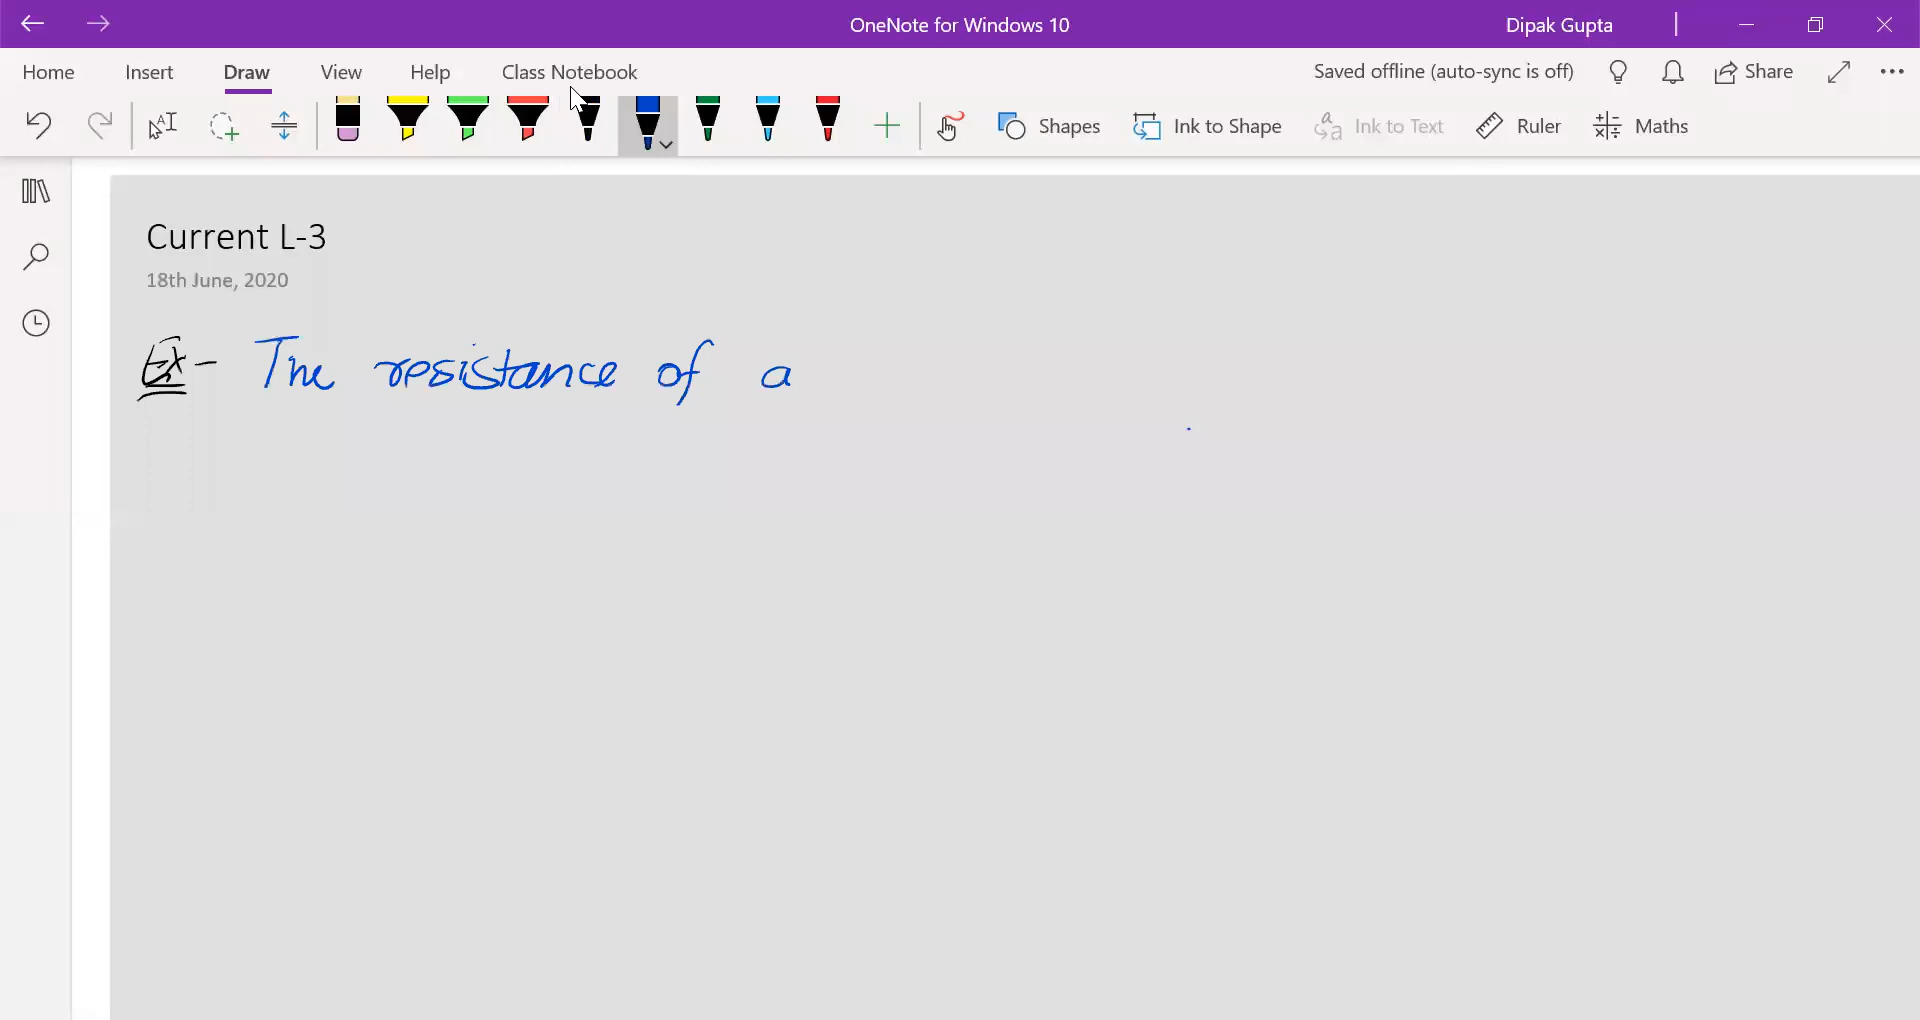 OneNote for Windows 10
Dipak Gupta
Home Insert Draw View Help Class Notebook
Saved offline (auto-sync is off) Share
Shapes Ink to Shape Ink to Text Ruler Maths
Current L-3
18th June, 2020
Ex - The resistance of a